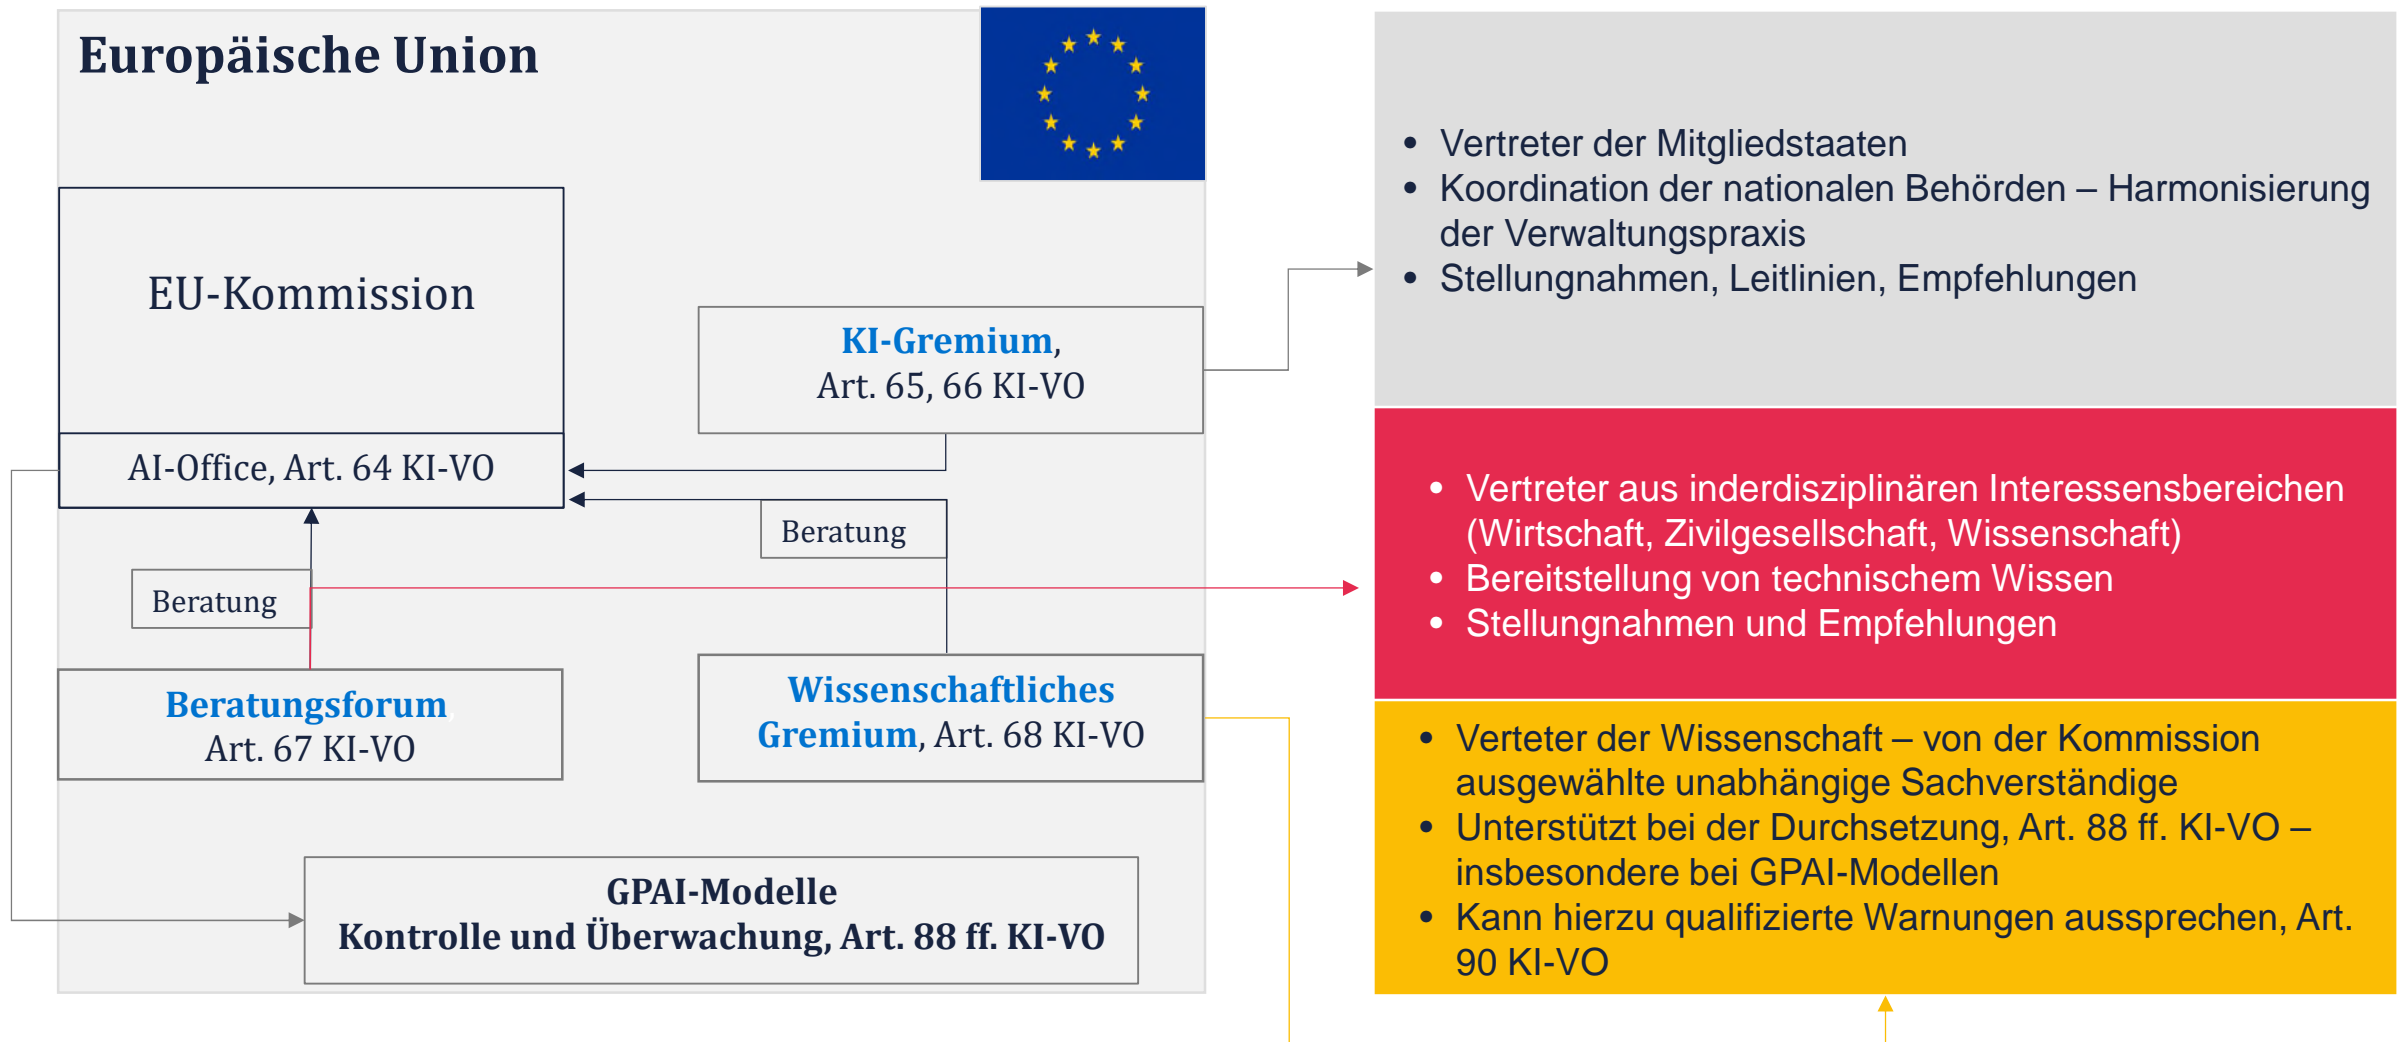 Europäische Union
EU-Kommission
AI-Office, Art. 64 KI-VO
KI-Gremium,
Art. 65, 66 KI-VO
Beratung
Beratung
Beratungsforum,
Art. 67 KI-VO
Wissenschaftliches
Gremium, Art. 68 KI-VO
GPAI-Modelle
Kontrolle und Überwachung, Art. 88 ff. KI-VO
• Vertreter der Mitgliedstaaten
• Koordination der nationalen Behörden – Harmonisierung
der Verwaltungspraxis
• Stellungnahmen, Leitlinien, Empfehlungen
• Vertreter aus inderdisziplinären Interessensbereichen
(Wirtschaft, Zivilgesellschaft, Wissenschaft)
• Bereitstellung von technischem Wissen
• Stellungnahmen und Empfehlungen
• Verteter der Wissenschaft – von der Kommission
ausgewählte unabhängige Sachverständige
• Unterstützt bei der Durchsetzung, Art. 88 ff. KI-VO –
insbesondere bei GPAI-Modellen
• Kann hierzu qualifizierte Warnungen aussprechen, Art.
90 KI-VO